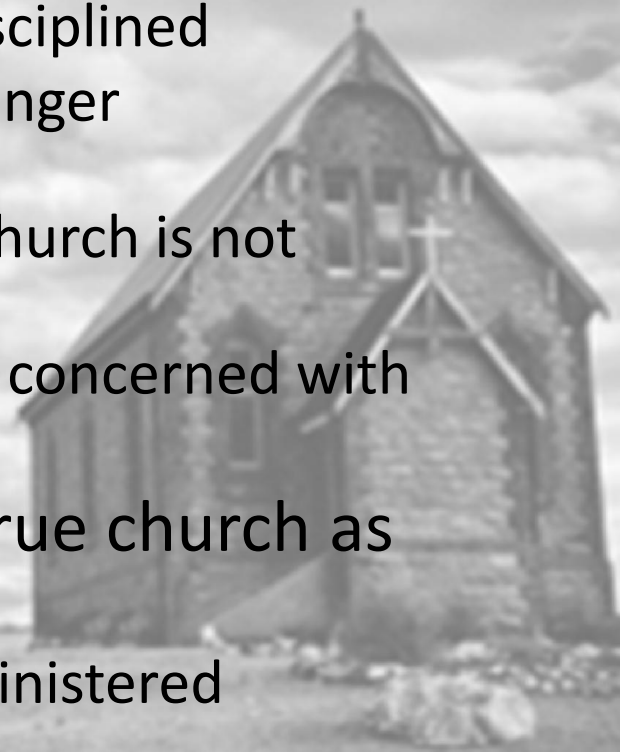 sciplined
nger
hurch is not
concerned with
rue church as
inistered